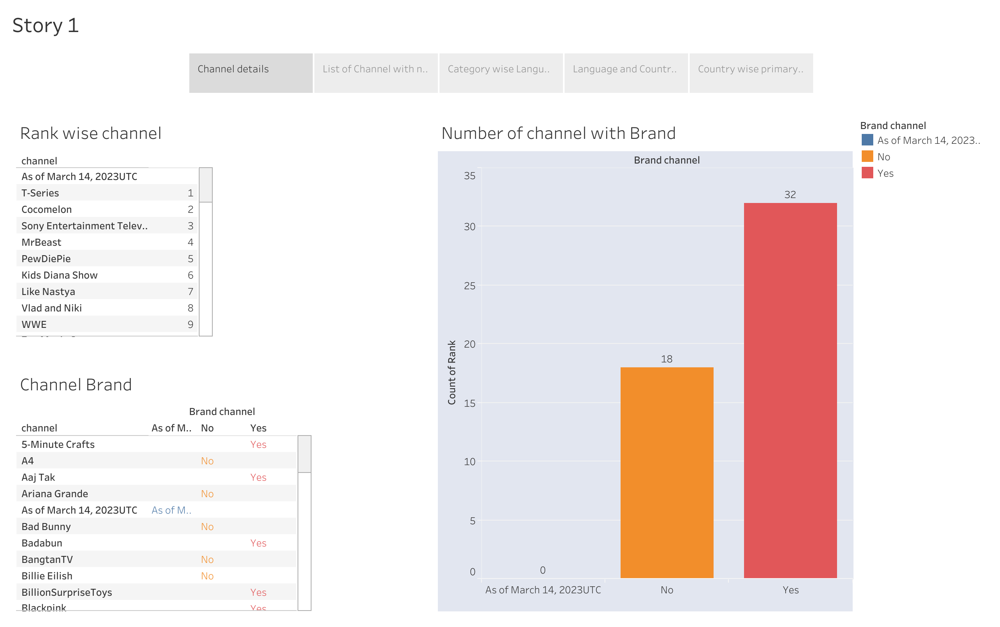 Story 1
Channel details
List of Channel with n..
Category wise Langu..
Language and Countr..
Country wise primary..
Rank wise channel
channel
As of March 14, 2023UTC
T-Series 1
Cocomelon 2
Sony Entertainment Telev.. 3
MrBeast 4
PewDiePie 5
Kids Diana Show 6
Like Nastya 7
Vlad and Niki 8
WWE 9
Channel Brand
Brand channel
channel As of M.. No Yes
5-Minute Crafts Yes
A4 No
Aaj Tak Yes
Ariana Grande No
As of March 14, 2023UTC As of M..
Bad Bunny No
Badabun Yes
BangtanTV No
Billie Eilish No
BillionSurpriseToys Yes
Blackpink Yes
Number of channel with Brand
Brand channel
Count of Rank
35
30
25
20
15
10
5
0
0
18
32
As of March 14, 2023UTC
No
Yes
Brand channel
As of March 14, 2023..
No
Yes